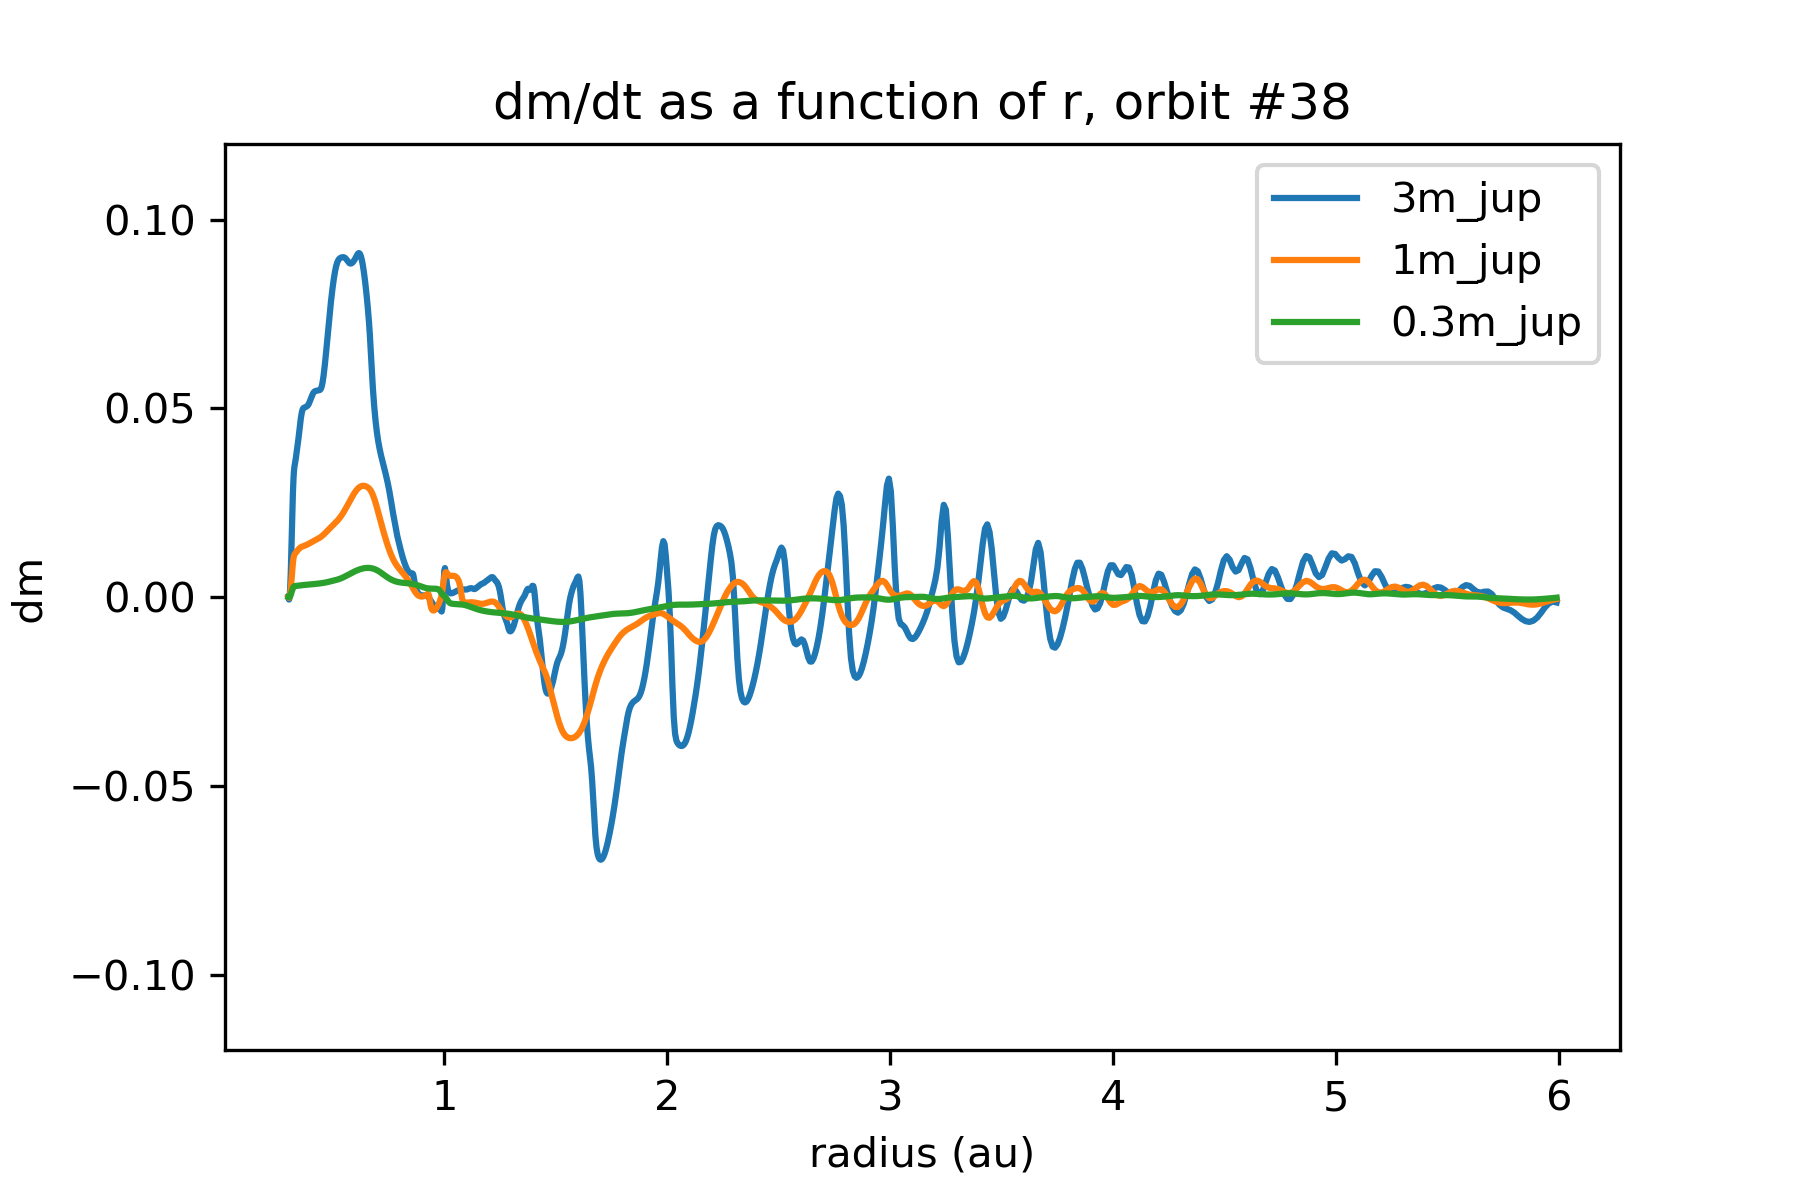 dm/dt as a function of r, orbit #38
3m_jup
1m_jup
0.3m_jup
0.10
0.05
0.00
−0.05
−0.10
dm
1 2 3 4 5 6
radius (au)